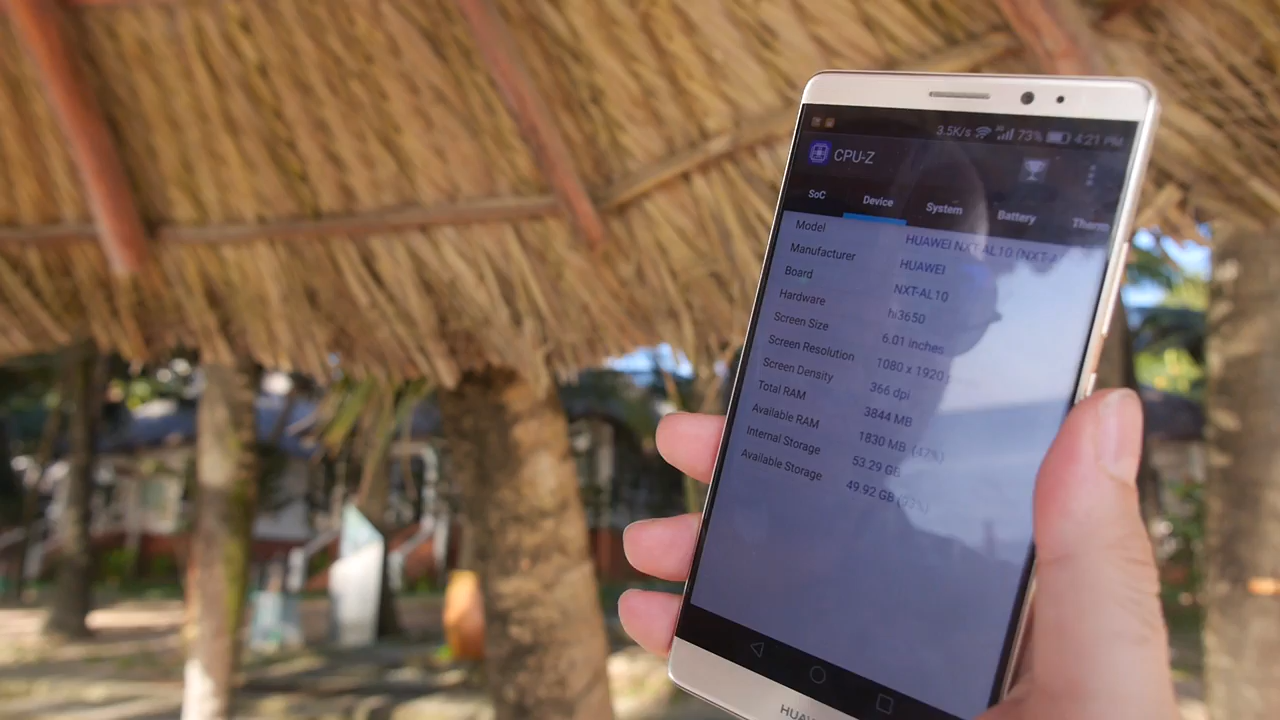 3.5K/s 73% 4:21 PM
CPU-Z
SoC Device System Battery Therm
Model HUAWEI NXT-AL10 (NXT-A
Manufacturer HUAWEI
Board NXT-AL10
Hardware hi3650
Screen Size 6.01 inches
Screen Resolution 1080 x 1920
Screen Density 366 dpi
Total RAM 3844 MB
Available RAM 1830 MB (47%)
Internal Storage 53.29 GB
Available Storage 49.92 GB
HUAW